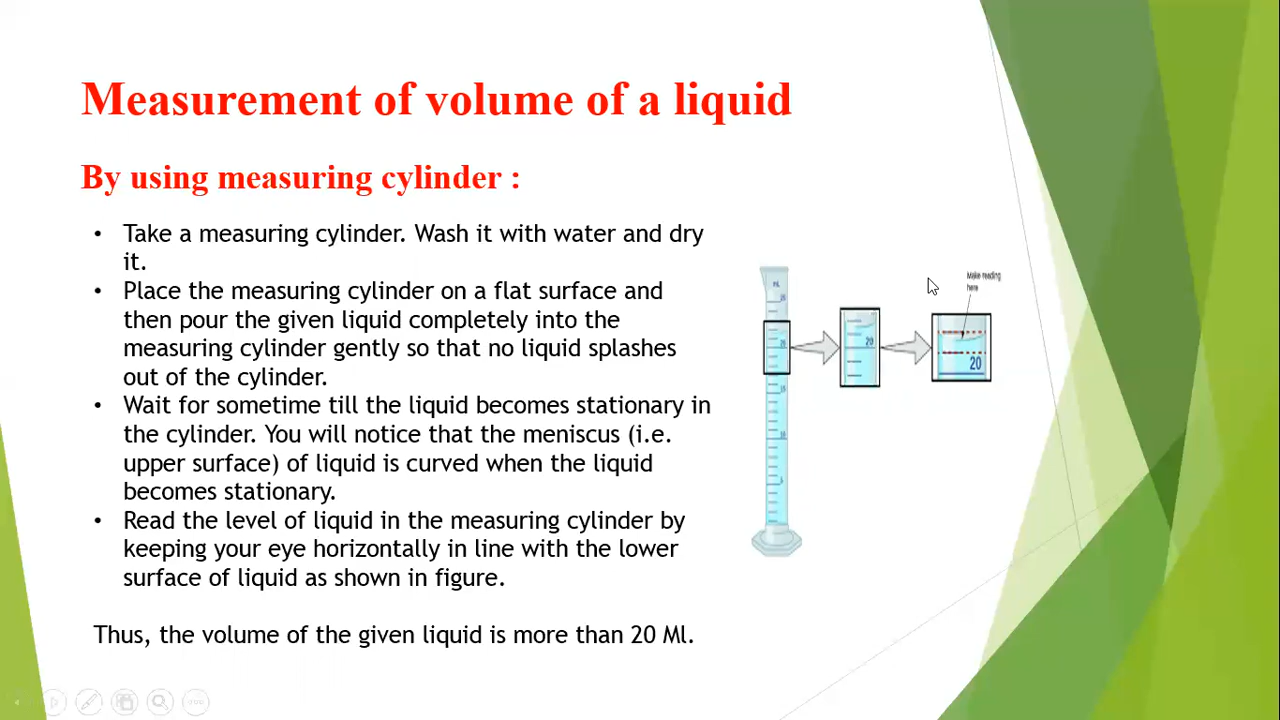 Measurement of volume of a liquid
By using measuring cylinder :
• Take a measuring cylinder. Wash it with water and dry
it.
• Place the measuring cylinder on a flat surface and
then pour the given liquid completely into the
measuring cylinder gently so that no liquid splashes
out of the cylinder.
• Wait for sometime till the liquid becomes stationary in
the cylinder. You will notice that the meniscus (i.e.
upper surface) of liquid is curved when the liquid
becomes stationary.
• Read the level of liquid in the measuring cylinder by
keeping your eye horizontally in line with the lower
surface of liquid as shown in figure.
Thus, the volume of the given liquid is more than 20 Ml.
Make reading
here
mL
20
20